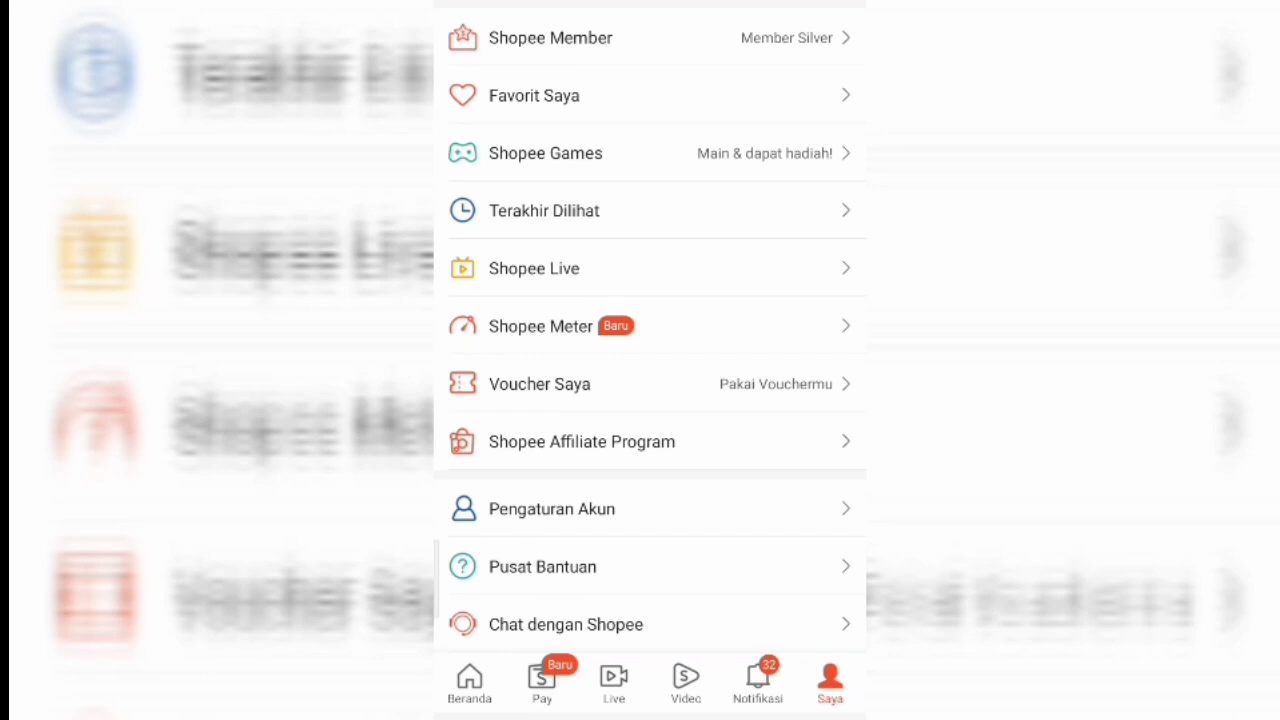 Shopee Member Member Silver
Favorit Saya
Shopee Games Main & dapat hadiah!
Terakhir Dilihat
Shopee Live
Shopee Meter Baru
Voucher Saya Pakai Vouchermu
Shopee Affiliate Program
Pengaturan Akun
Pusat Bantuan
Chat dengan Shopee
Baru 32
Beranda Pay Live Video Notifikasi Saya